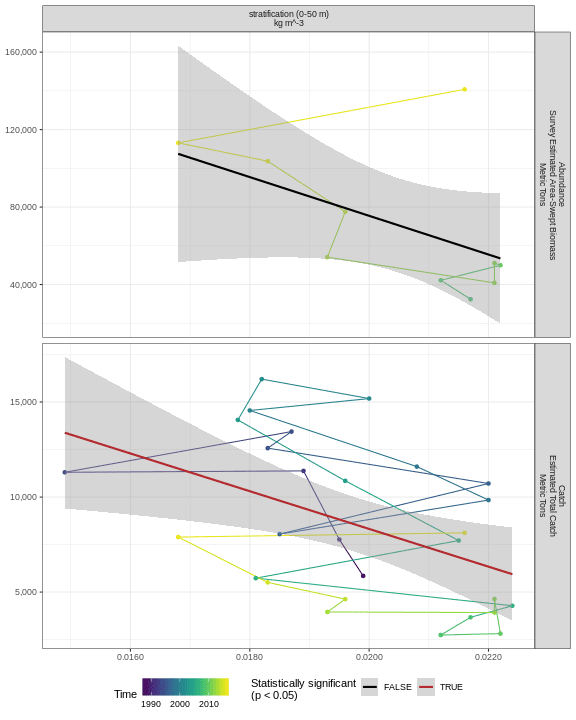 stratification (0-50 m)
kg m^-3
160,000
120,000
80,000
40,000
Abundance
Survey Estimated Area-Swept Biomass
Metric Tons
15,000
10,000
5,000
Catch
Estimated Total Catch
Metric Tons
0.0160 0.0180 0.0200 0.0220
Time
1990 2000 2010
Statistically significant
(p < 0.05)
FALSE TRUE